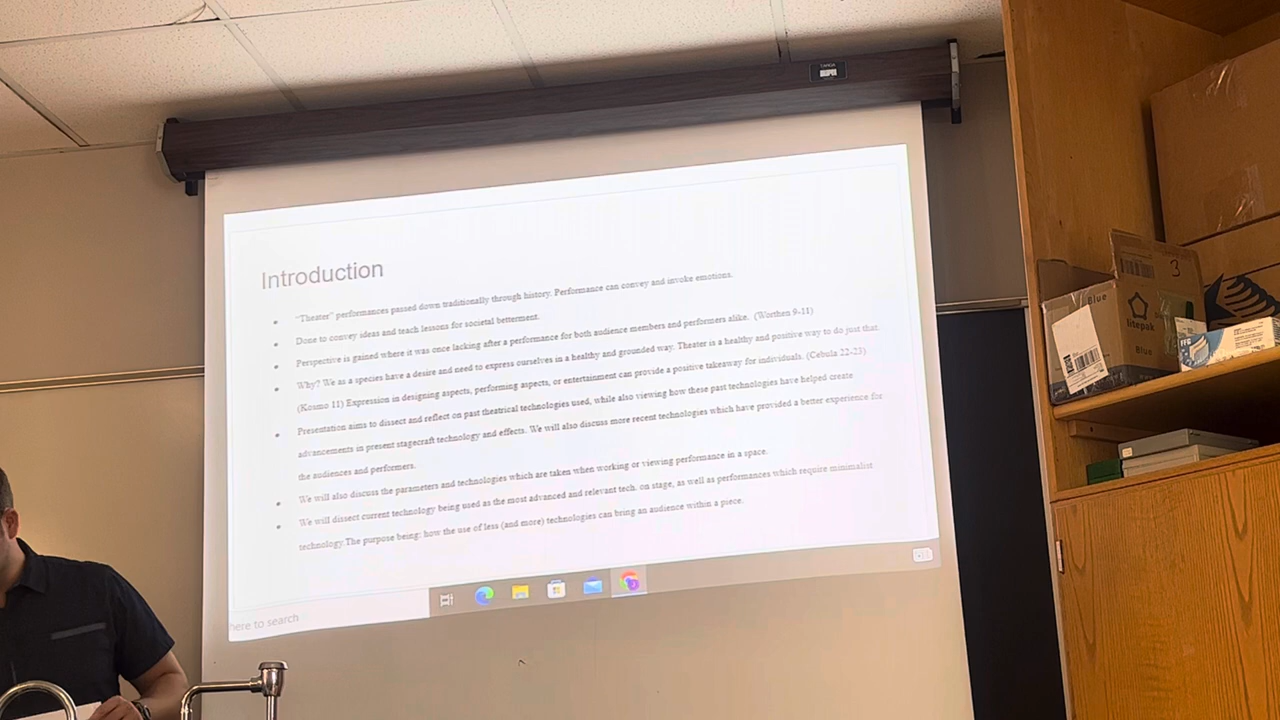 Introduction
"Theater" performances passed down traditionally through history. Performance can convey and invoke emotions.
Done to convey ideas and teach lessons for societal betterment.
Perspective is gained where it was once lacking after a performance for both audience members and performers alike. (Worthen 9-11)
Why? We as a species have a desire and need to express ourselves in a healthy and grounded way. Theater is a healthy and positive way to do just that.
(Kosmo 11) Expression in designing aspects, performing aspects, or entertainment can provide a positive takeaway for individuals. (Cebula 22-23)
Presentation aims to dissect and reflect on past theatrical technologies used, while also viewing how these past technologies have helped create
advancements in present stagecraft technology and effects. We will also discuss more recent technologies which have provided a better experience for
the audiences and performers.
We will also discuss the parameters and technologies which are taken when working or viewing performance in a space.
We will dissect current technology being used as the most advanced and relevant tech. on stage, as well as performances which require minimalist
technology.The purpose being: how the use of less (and more) technologies can bring an audience within a piece.
here to search
3
Blue
litepak
Blue